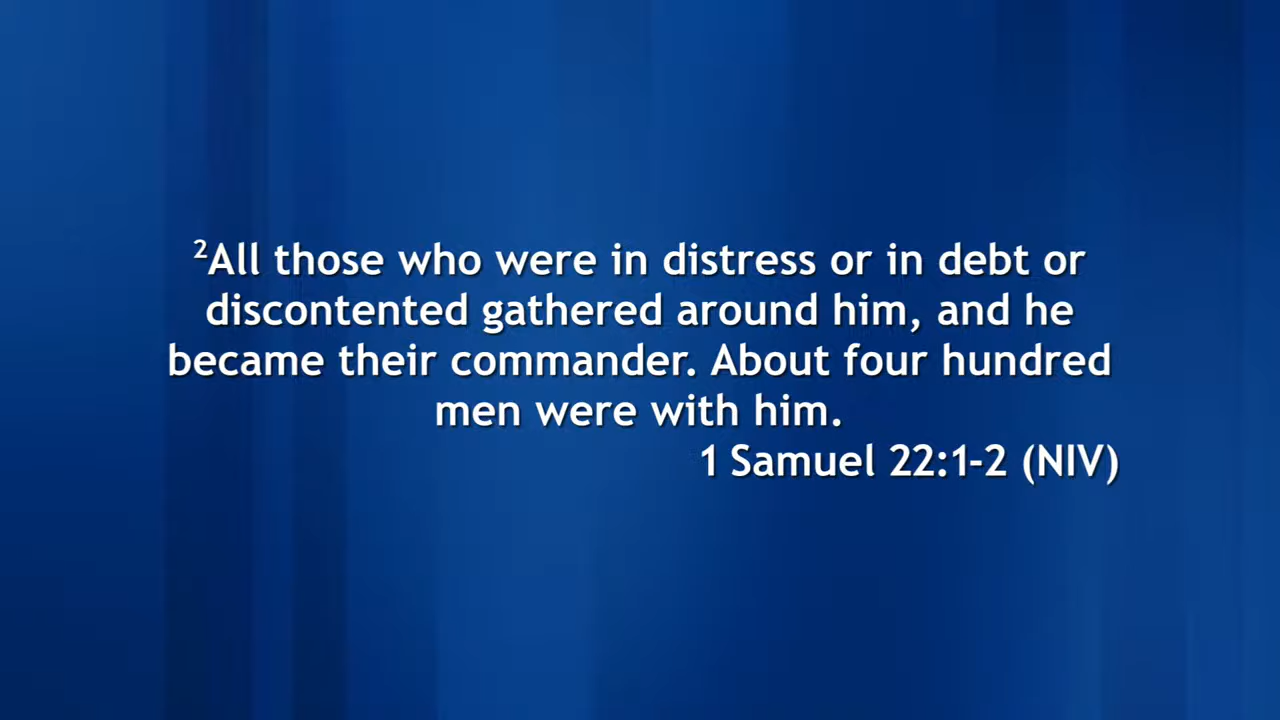 ²All those who were in distress or in debt or
discontented gathered around him, and he
became their commander. About four hundred
men were with him.
1 Samuel 22:1-2 (NIV)